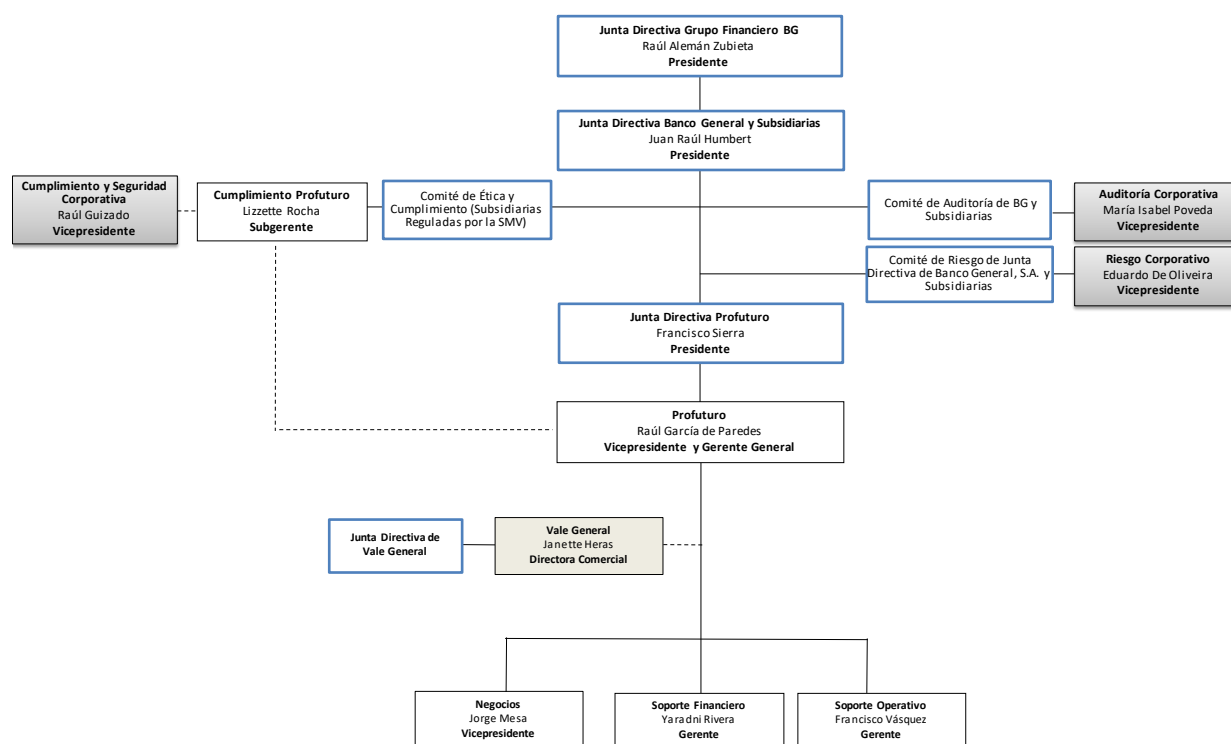 Junta Directiva Grupo Financiero BG
Raúl Alemán Zubieta
Presidente
Junta Directiva Banco General y Subsidiarias
Juan Raúl Humbert
Presidente
Cumplimiento y Seguridad
Corporativa
Raúl Guizado
Vicepresidente
Cumplimiento Profuturo
Lizzette Rocha
Subgerente
Comité de Ética y
Cumplimiento (Subsidiarias
Reguladas por la SMV)
Comité de Auditoría de BG y
Subsidiarias
Auditoría Corporativa
María Isabel Poveda
Vicepresidente
Comité de Riesgo de Junta
Directiva de Banco General, S.A. y
Subsidiarias
Riesgo Corporativo
Eduardo De Oliveira
Vicepresidente
Junta Directiva Profuturo
Francisco Sierra
Presidente
Profuturo
Raúl García de Paredes
Vicepresidente y Gerente General
Junta Directiva de
Vale General
Vale General
Janette Heras
Directora Comercial
Negocios
Jorge Mesa
Vicepresidente
Soporte Financiero
Yaradni Rivera
Gerente
Soporte Operativo
Francisco Vásquez
Gerente